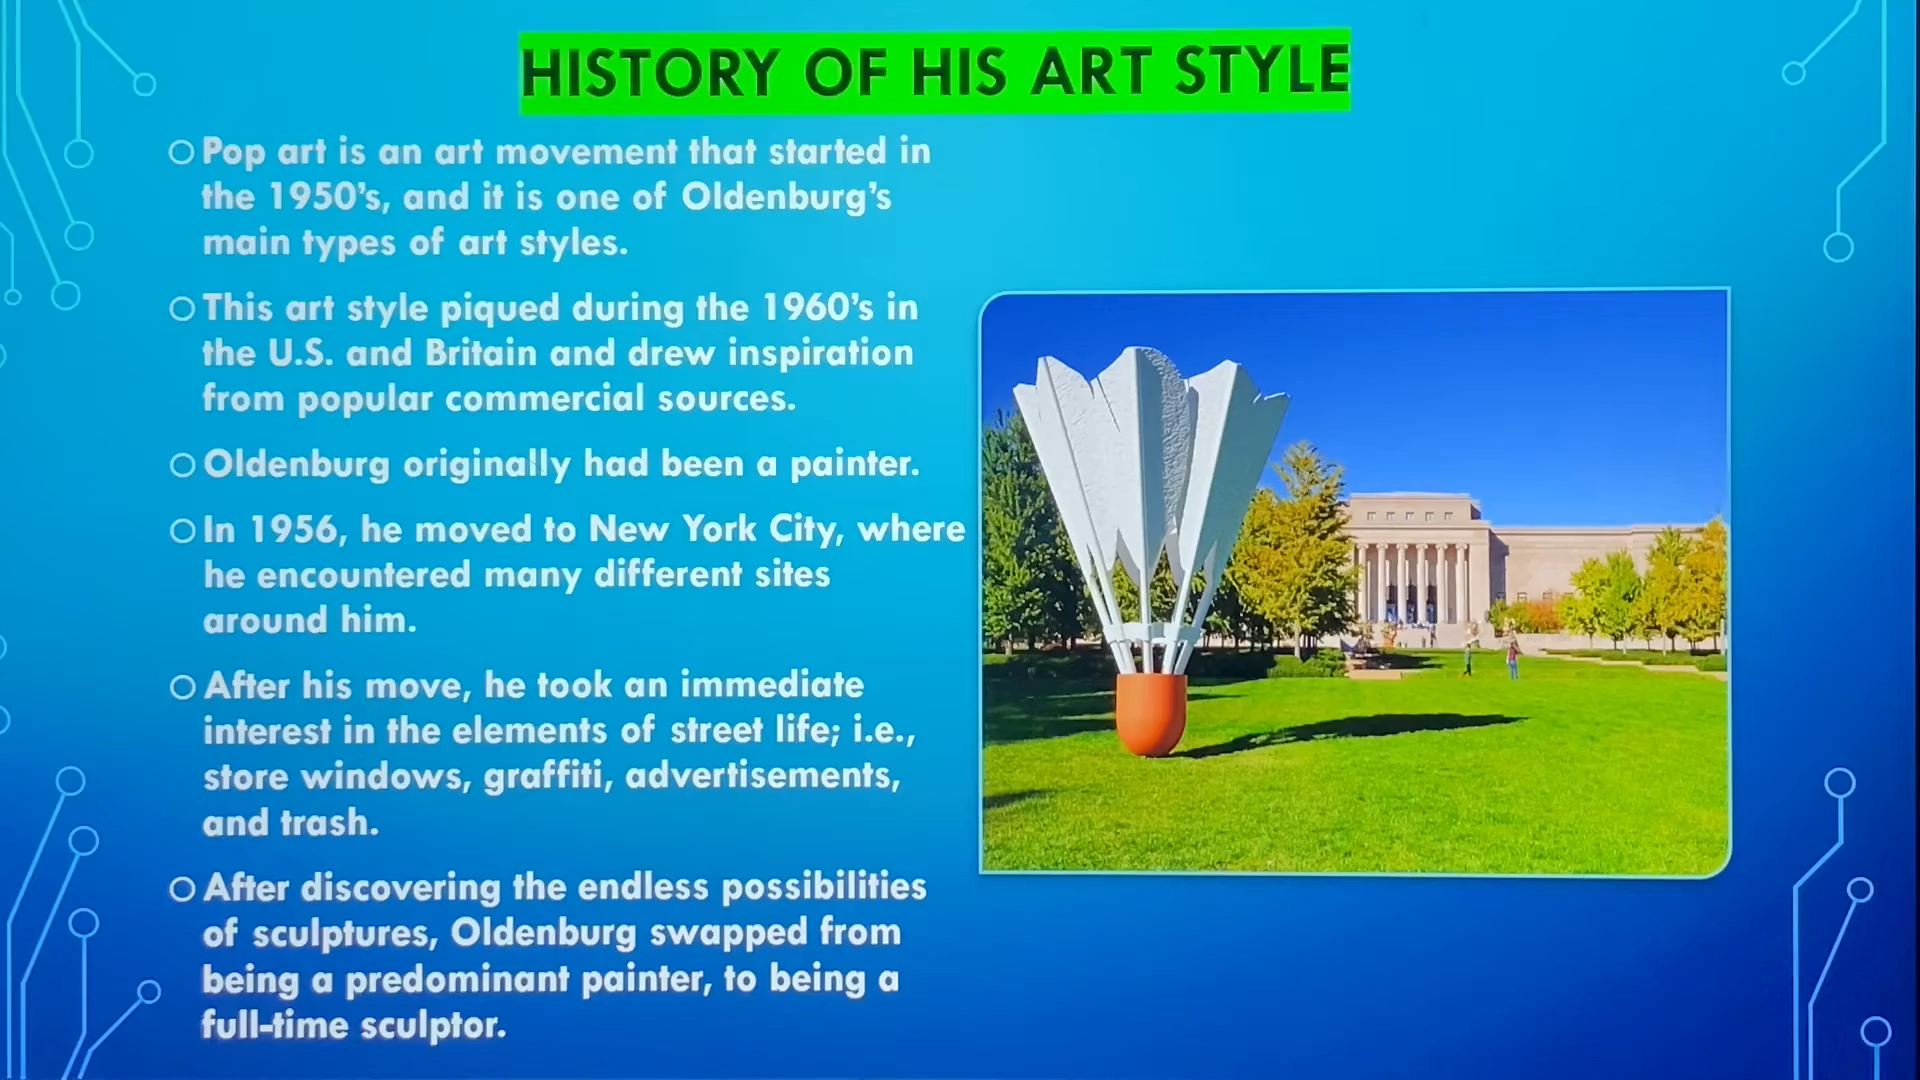 HISTORY OF HIS ART STYLE
Pop art is an art movement that started in
the 1950's, and it is one of Oldenburg's
main types of art styles.
This art style piqued during the 1960's in
the U.S. and Britain and drew inspiration
from popular commercial sources.
Oldenburg originally had been a painter.
In 1956, he moved to New York City, where
he encountered many different sites
around him.
After his move, he took an immediate
interest in the elements of street life; i.e.,
store windows, graffiti, advertisements,
and trash.
After discovering the endless possibilities
of sculptures, Oldenburg swapped from
being a predominant painter, to being a
full-time sculptor.